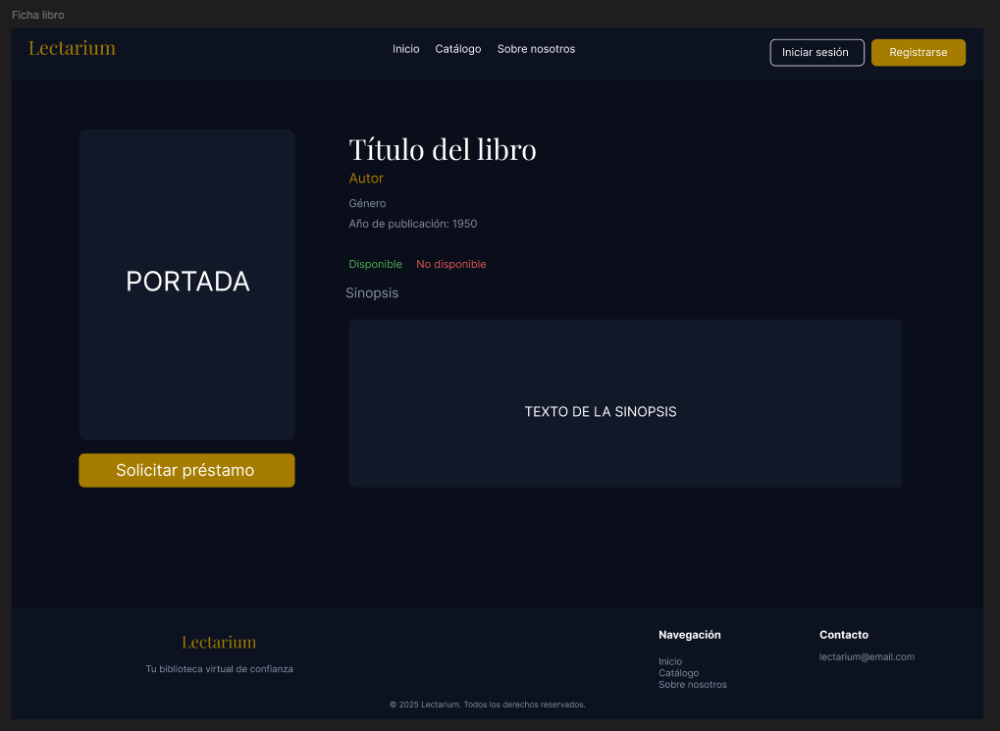 Ficha libro
Lectarium
Inicio Catálogo Sobre nosotros
Iniciar sesión
Registrarse
PORTADA
Solicitar préstamo
Título del libro
Autor
Género
Año de publicación: 1950
Disponible No disponible
Sinopsis
TEXTO DE LA SINOPSIS
Lectarium
Tu biblioteca virtual de confianza
Navegación
Inicio
Catálogo
Sobre nosotros
Contacto
lectarium@email.com
© 2025 Lectarium. Todos los derechos reservados.